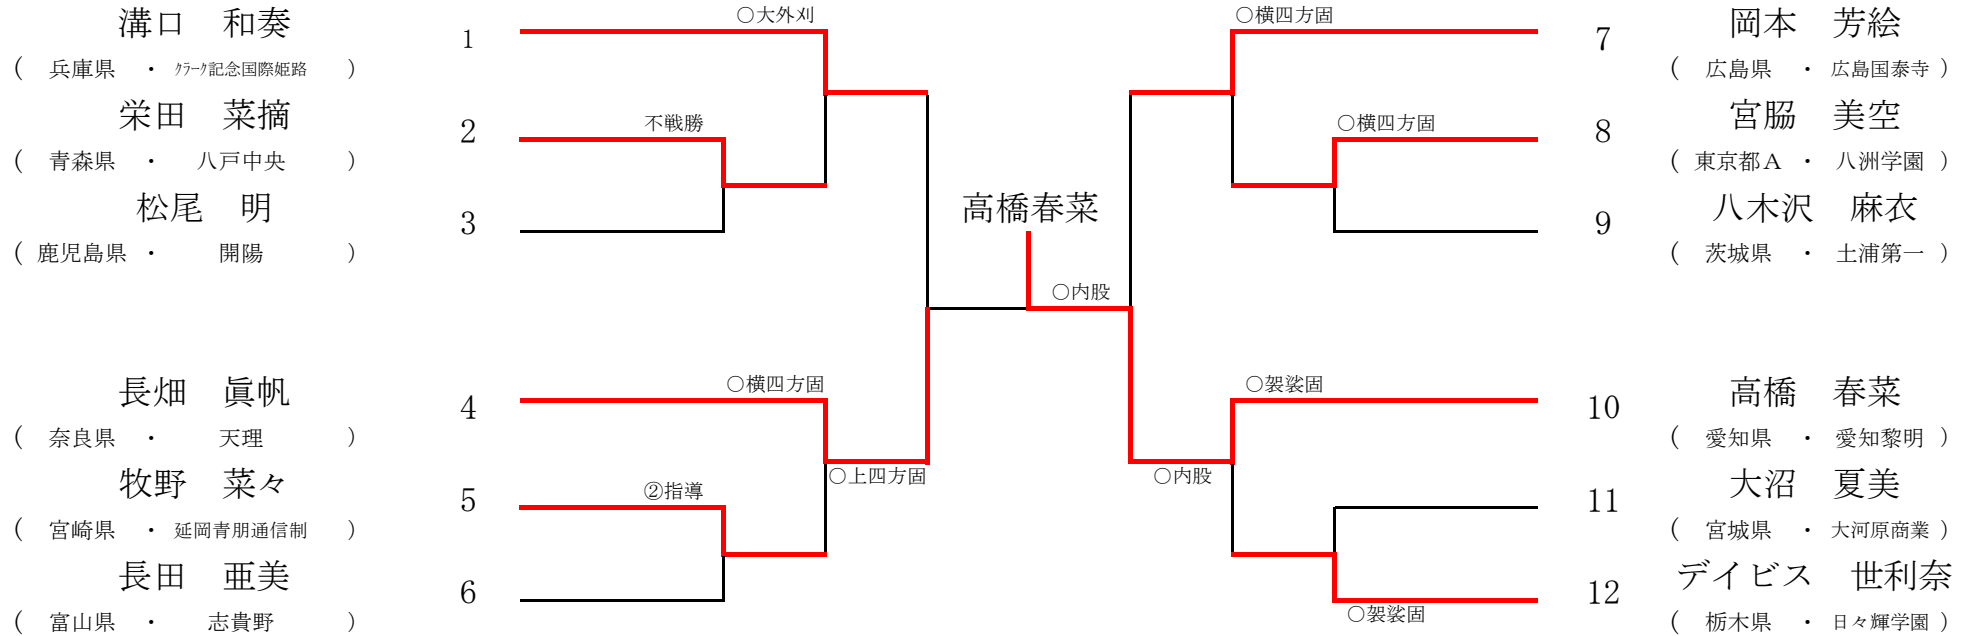 溝口　和奏
1
（　兵庫県　・　クラーク記念国際姫路　）
栄田　菜摘
2
（　青森県　・　八戸中央　）
松尾　明
3
（　鹿児島県　・　開陽　）
長畑　眞帆
4
（　奈良県　・　天理　）
牧野　菜々
5
（　宮崎県　・　延岡青朋通信制　）
長田　亜美
6
（　富山県　・　志貴野　）
○大外刈
不戦勝
○横四方固
②指導
○上四方固
高橋春菜
○内股
○横四方固
○横四方固
○袈裟固
○内股
○袈裟固
7
岡本　芳絵
（　広島県　・　広島国泰寺　）
8
宮脇　美空
（　東京都Ａ　・　八洲学園　）
9
八木沢　麻衣
（　茨城県　・　土浦第一　）
10
高橋　春菜
（　愛知県　・　愛知黎明　）
11
大沼　夏美
（　宮城県　・　大河原商業　）
12
デイビス　世利奈
（　栃木県　・　日々輝学園　）